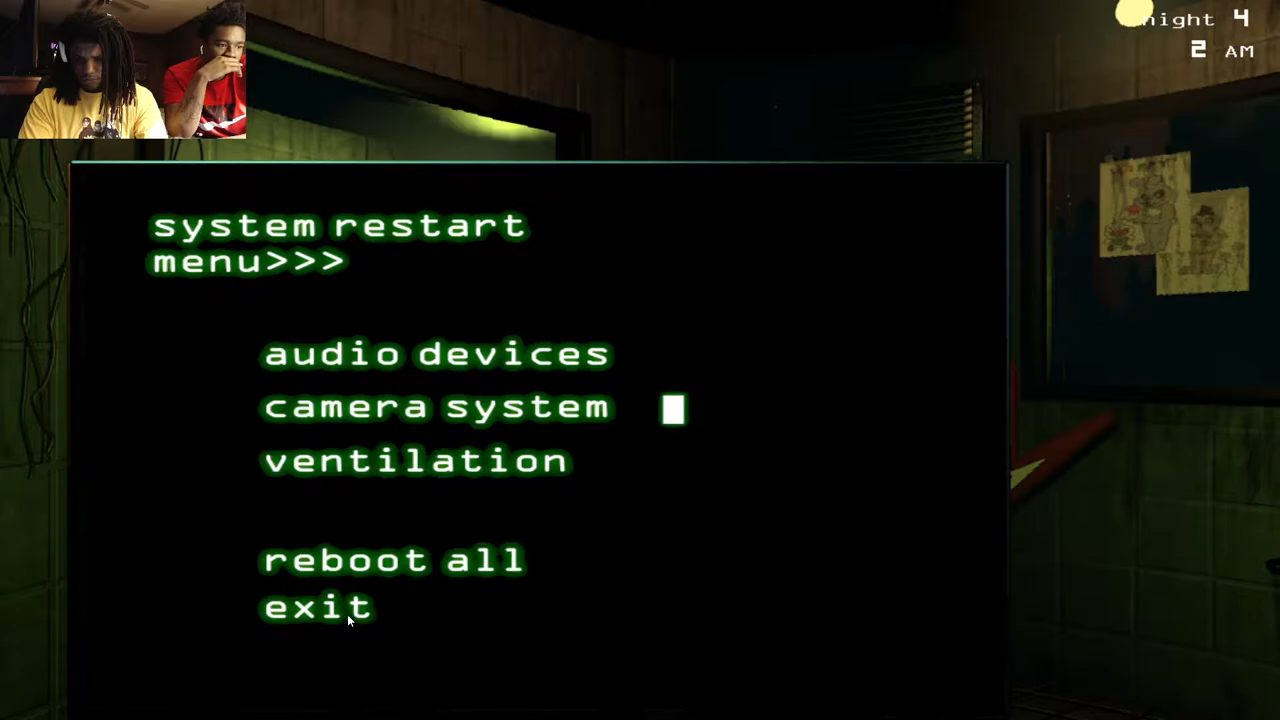 night 4
2 AM
system restart
menu>>>
audio devices
camera system
ventilation
reboot all
exit